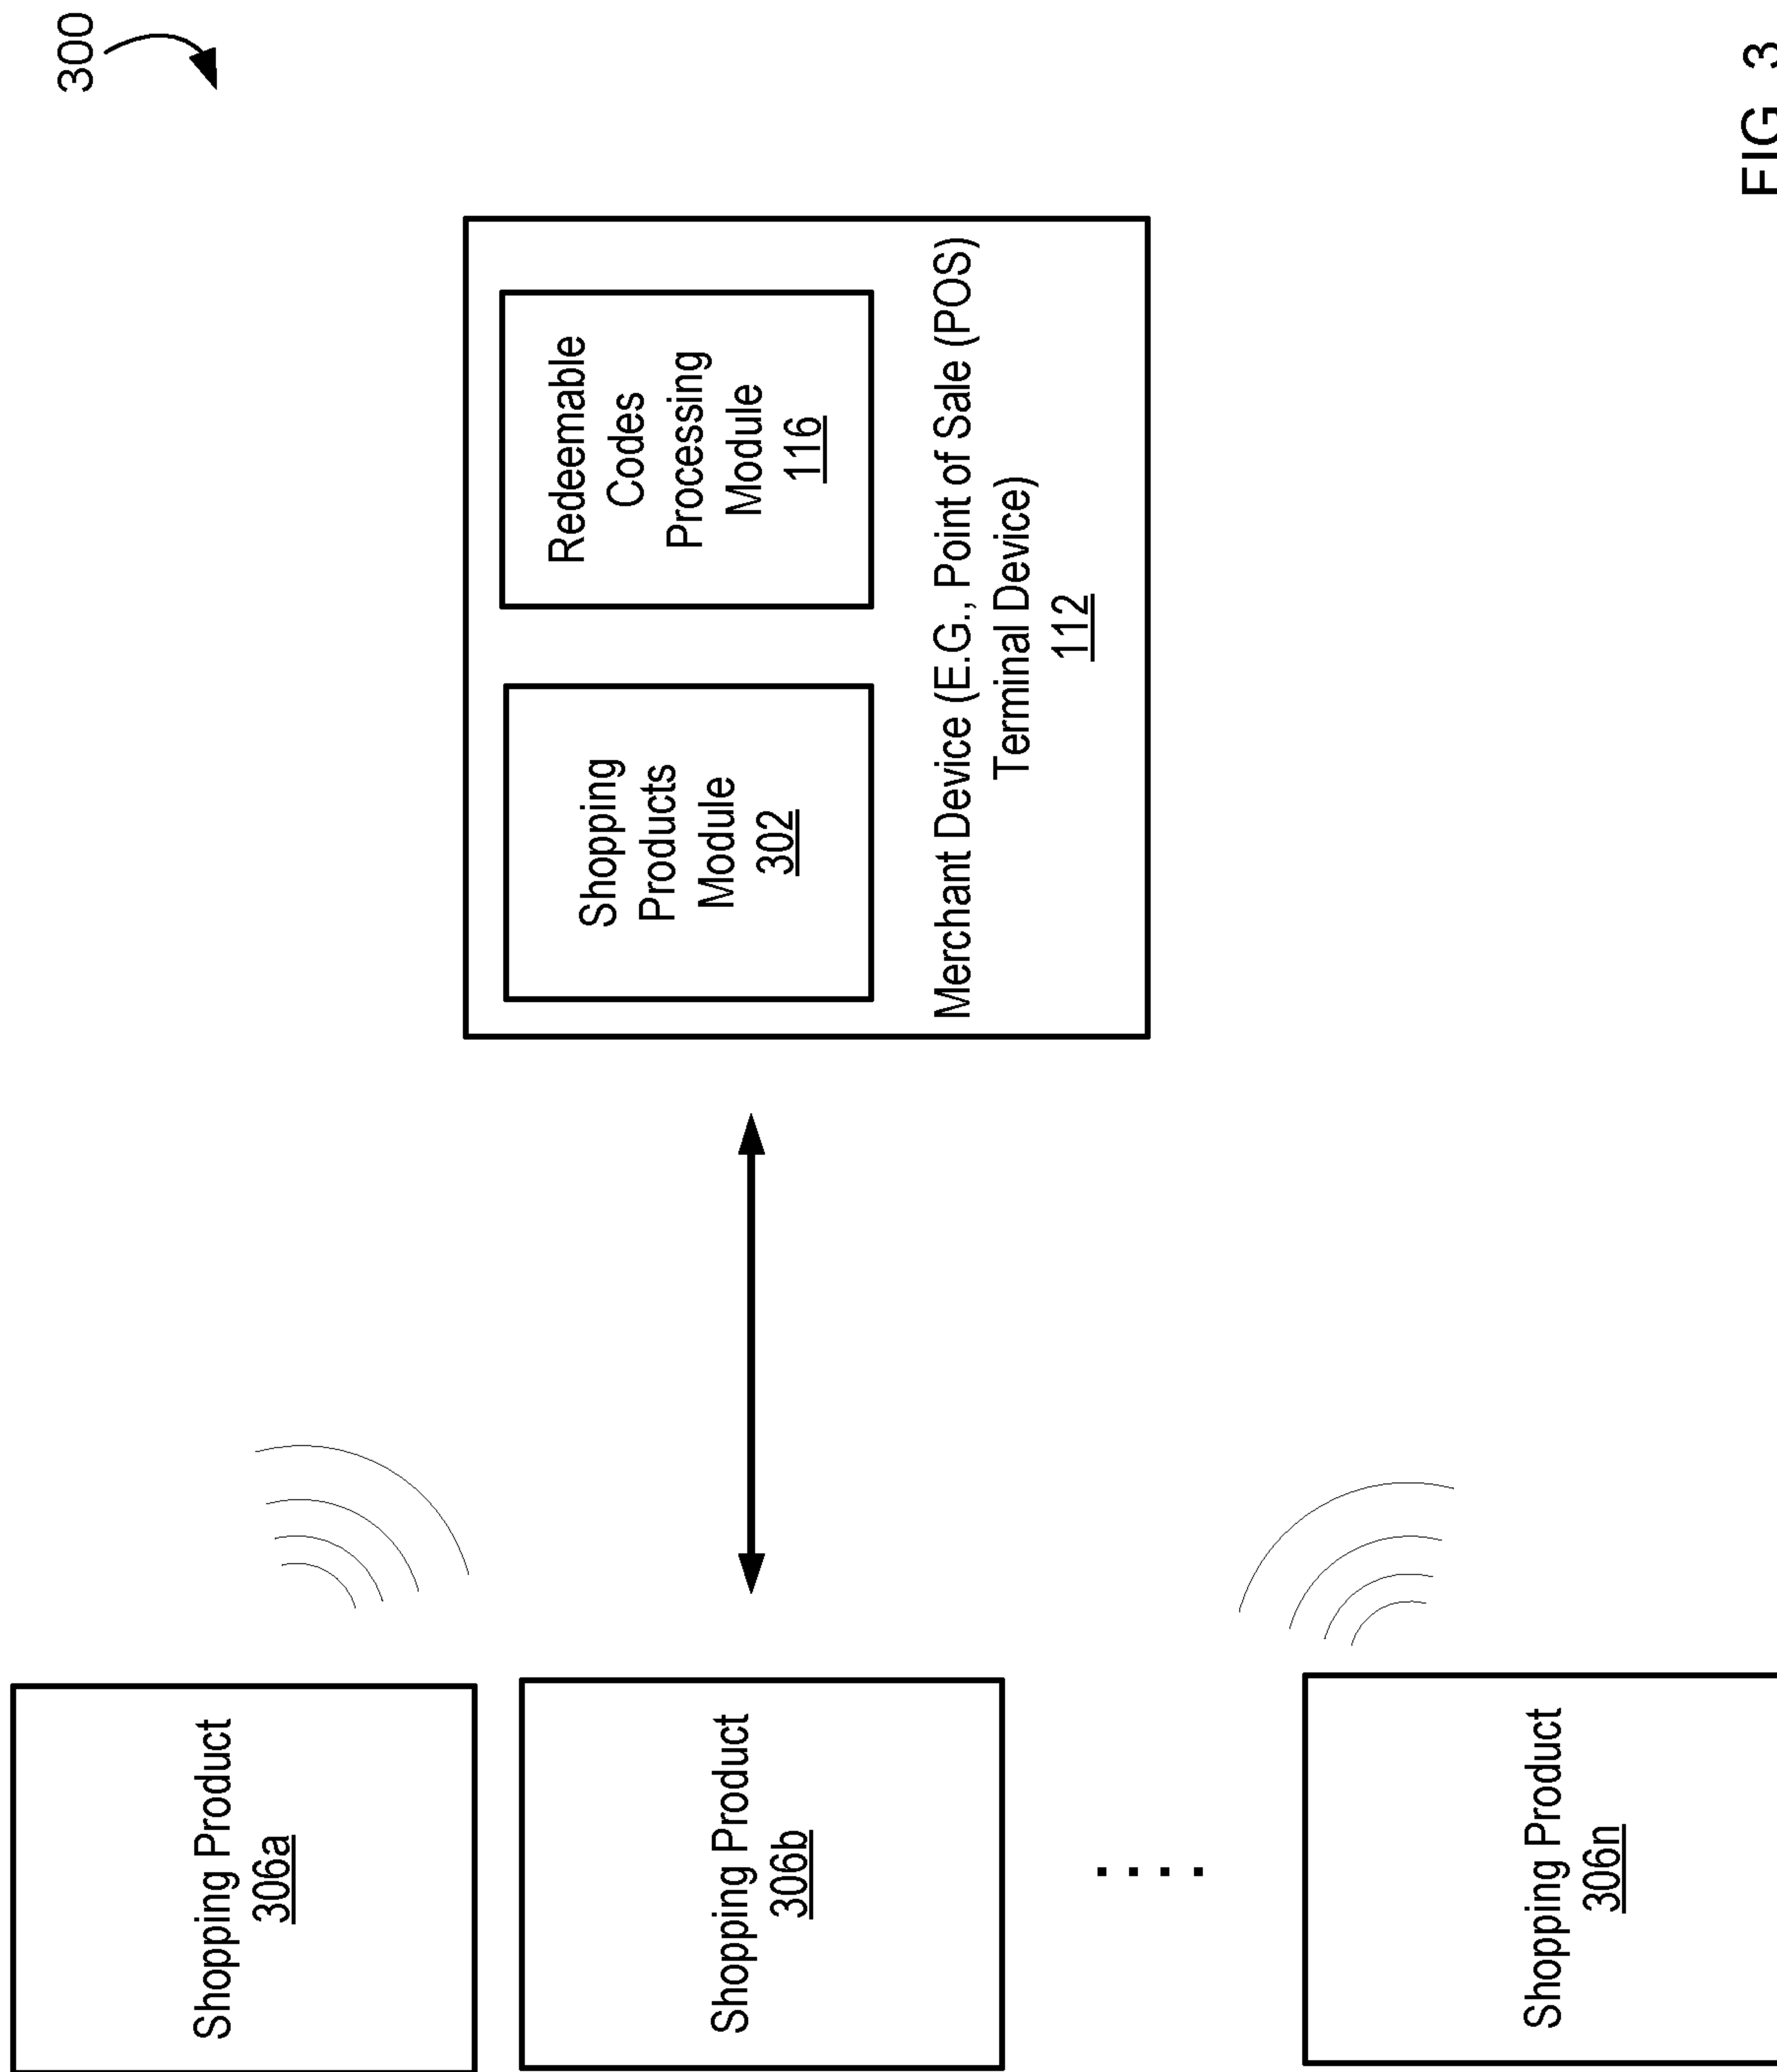 300
Shopping Product
306a
Shopping Product
306b
....
Shopping Product
306n
Shopping
Products
Module
302
Redeemable
Codes
Processing
Module
116
Merchant Device (E.G., Point of Sale (POS)
Terminal Device)
112
FIG. 3